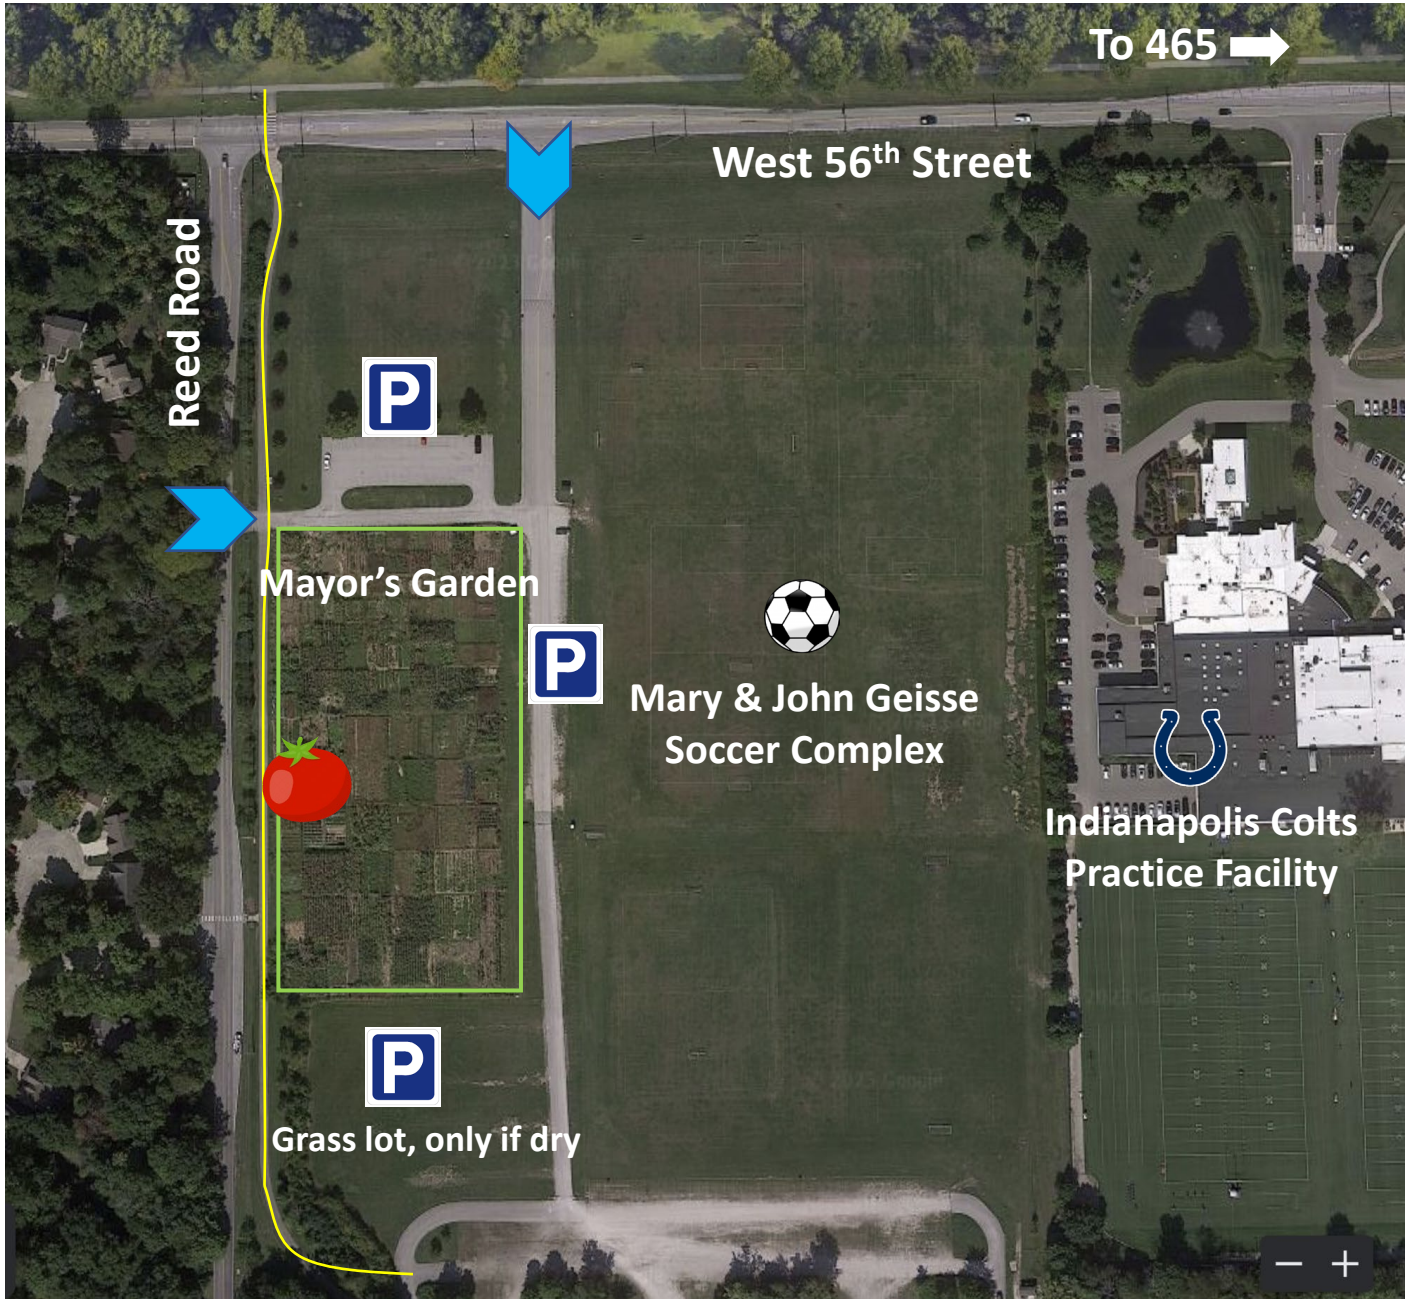 To 465
West 56th Street
Reed Road
P
Mayor's Garden
P
Mary & John Geisse
Soccer Complex
Indianapolis Colts
Practice Facility
P
Grass lot, only if dry